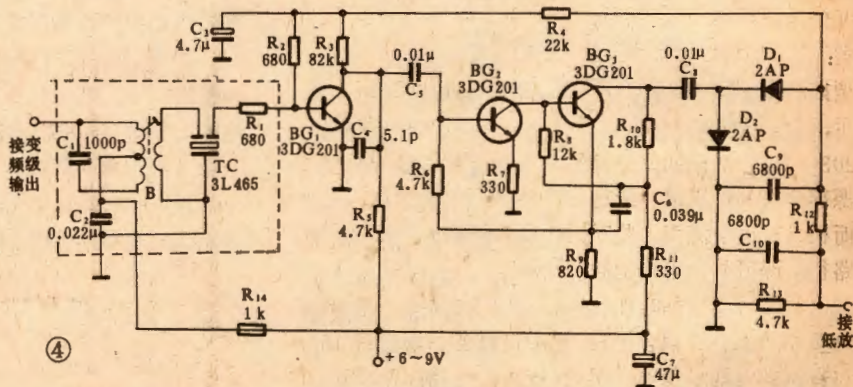 C₃
4.7μ
R₂
680
R₃
82k
R₄
22k
0.01μ
C₅
BG₂
3DG201
BG₃
3DG201
0.01μ
C₈
D₁
2AP
D₂
2AP
接变
频级
输出
C₁
1000p
B
TC
3L465
R₁
680
BG₁
3DG201
C₄
5.1p
C₂
0.022μ
R₅
4.7k
R₆
4.7k
R₇
330
R₈
12k
R₁₀
1.8k
C₆
0.039μ
R₉
820
R₁₁
330
C₉
6800p
6800p
C₁₀
R₁₂
1k
R₁₃
4.7k
接
低放
R₁₄
1k
+6~9V
C₇
47μ
④